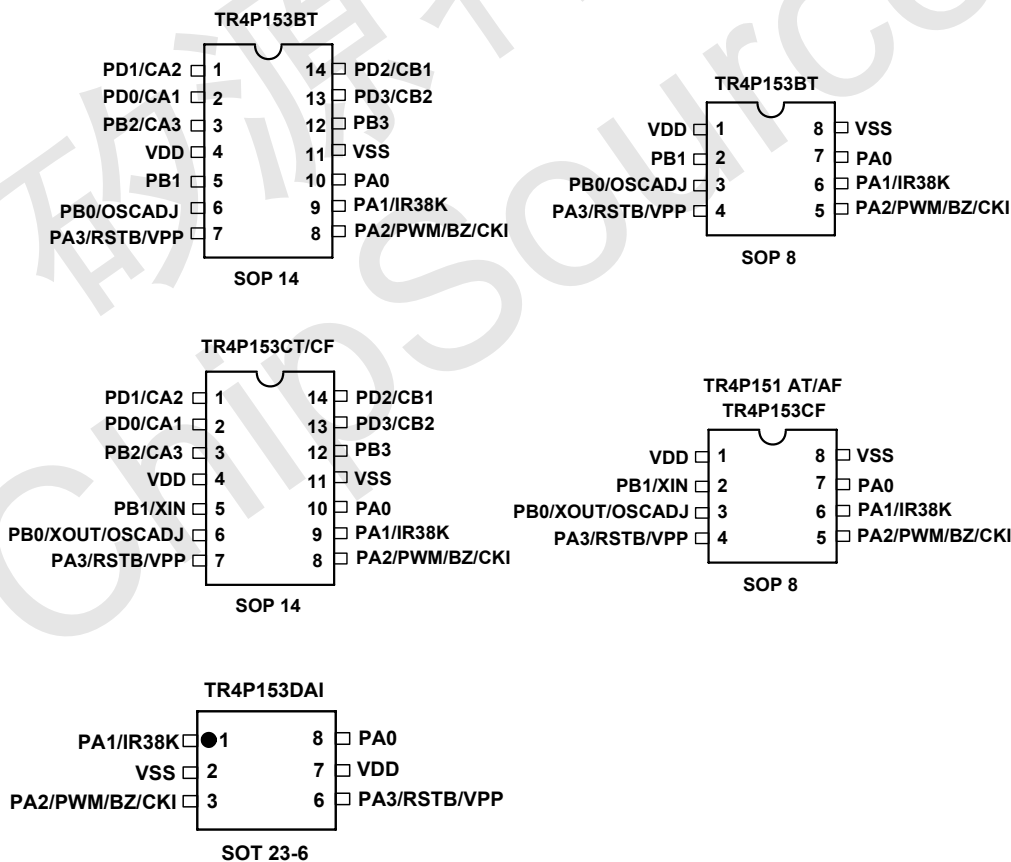 TR4P153BT
PD1/CA2 1 14 PD2/CB1
PD0/CA1 2 13 PD3/CB2
PB2/CA3 3 12 PB3
VDD 4 11 VSS
PB1 5 10 PA0
PB0/OSCADJ 6 9 PA1/IR38K
PA3/RSTB/VPP 7 8 PA2/PWM/BZ/CKI
SOP 14
TR4P153BT
VDD 1 8 VSS
PB1 2 7 PA0
PB0/OSCADJ 3 6 PA1/IR38K
PA3/RSTB/VPP 4 5 PA2/PWM/BZ/CKI
SOP 8
TR4P153CT/CF
PD1/CA2 1 14 PD2/CB1
PD0/CA1 2 13 PD3/CB2
PB2/CA3 3 12 PB3
VDD 4 11 VSS
PB1/XIN 5 10 PA0
PB0/XOUT/OSCADJ 6 9 PA1/IR38K
PA3/RSTB/VPP 7 8 PA2/PWM/BZ/CKI
SOP 14
TR4P151 AT/AF
TR4P153CF
VDD 1 8 VSS
PB1/XIN 2 7 PA0
PB0/XOUT/OSCADJ 3 6 PA1/IR38K
PA3/RSTB/VPP 4 5 PA2/PWM/BZ/CKI
SOP 8
TR4P153DAI
PA1/IR38K 1 8 PA0
VSS 2 7 VDD
PA2/PWM/BZ/CKI 3 6 PA3/RSTB/VPP
SOT 23-6
矽源
ChipSource